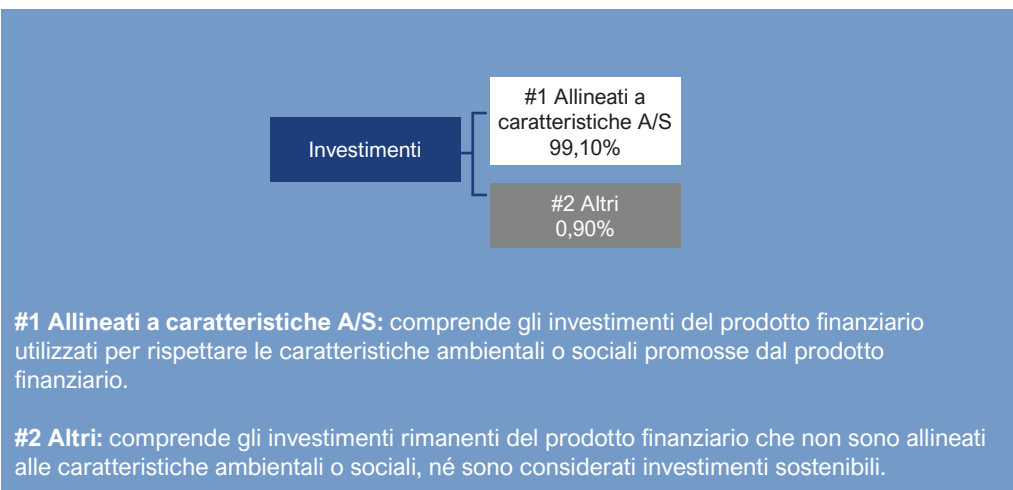 Investimenti
#1 Allineati a
caratteristiche A/S
99,10%
#2 Altri
0,90%
#1 Allineati a caratteristiche A/S: comprende gli investimenti del prodotto finanziario
utilizzati per rispettare le caratteristiche ambientali o sociali promosse dal prodotto
finanziario.
#2 Altri: comprende gli investimenti rimanenti del prodotto finanziario che non sono allineati
alle caratteristiche ambientali o sociali, né sono considerati investimenti sostenibili.